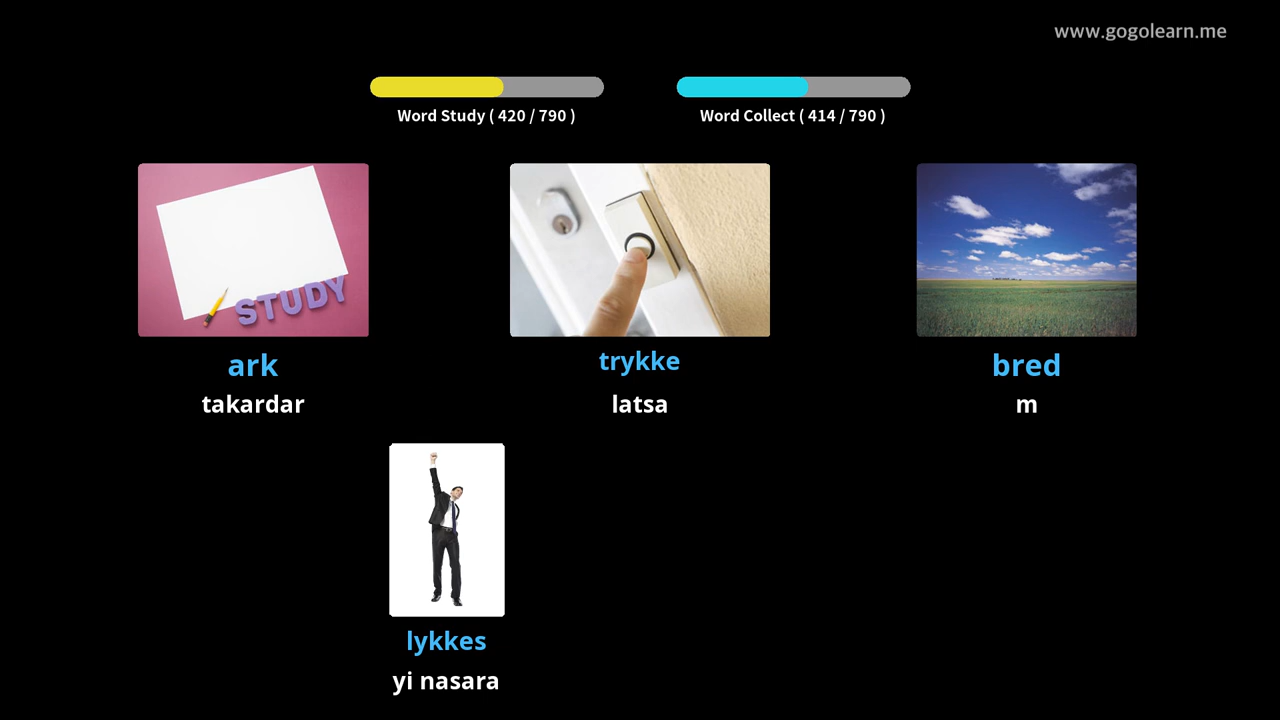 www.gogolearn.me
Word Study ( 420 / 790 )
Word Collect ( 414 / 790 )
STUDY
ark
trykke
bred
takardar
latsa
m
lykkes
yi nasara